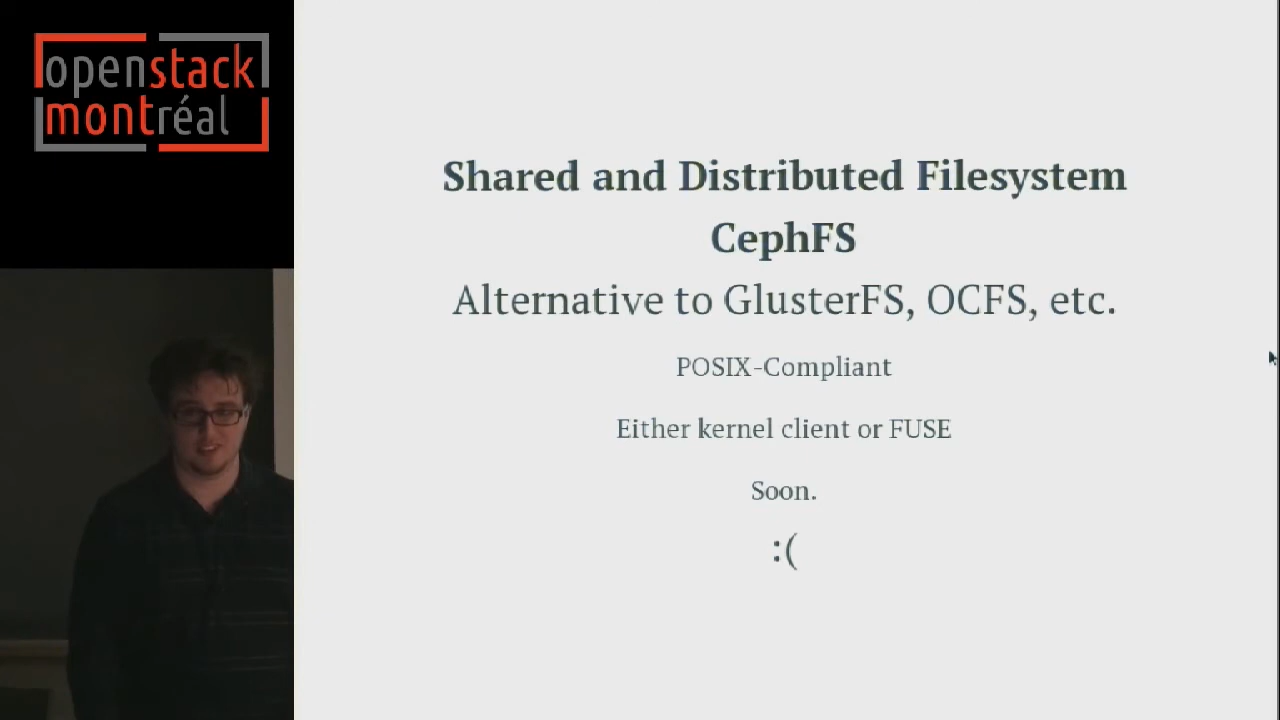 openstack
montréal
Shared and Distributed Filesystem
CephFS
Alternative to GlusterFS, OCFS, etc.
POSIX-Compliant
Either kernel client or FUSE
Soon.
:(